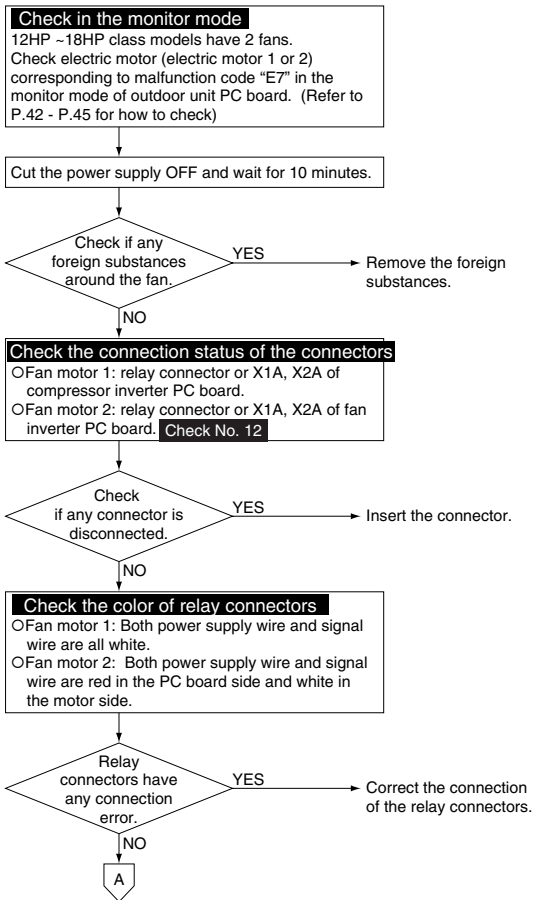 Check in the monitor mode
12HP ~18HP class models have 2 fans.
Check electric motor (electric motor 1 or 2)
corresponding to malfunction code “E7” in the
monitor mode of outdoor unit PC board.  (Refer to
P.42 - P.45 for how to check)
Cut the power supply OFF and wait for 10 minutes.
Check if any
foreign substances
around the fan.
YES
Remove the foreign
substances.
NO
Check the connection status of the connectors
○Fan motor 1: relay connector or X1A, X2A of
compressor inverter PC board.
○Fan motor 2: relay connector or X1A, X2A of fan
inverter PC board. Check No. 12
Check
if any connector is
disconnected.
YES
Insert the connector.
NO
Check the color of relay connectors
○Fan motor 1: Both power supply wire and signal
wire are all white.
○Fan motor 2:  Both power supply wire and signal
wire are red in the PC board side and white in
the motor side.
Relay
connectors have
any connection
error.
YES
Correct the connection
of the relay connectors.
NO
A